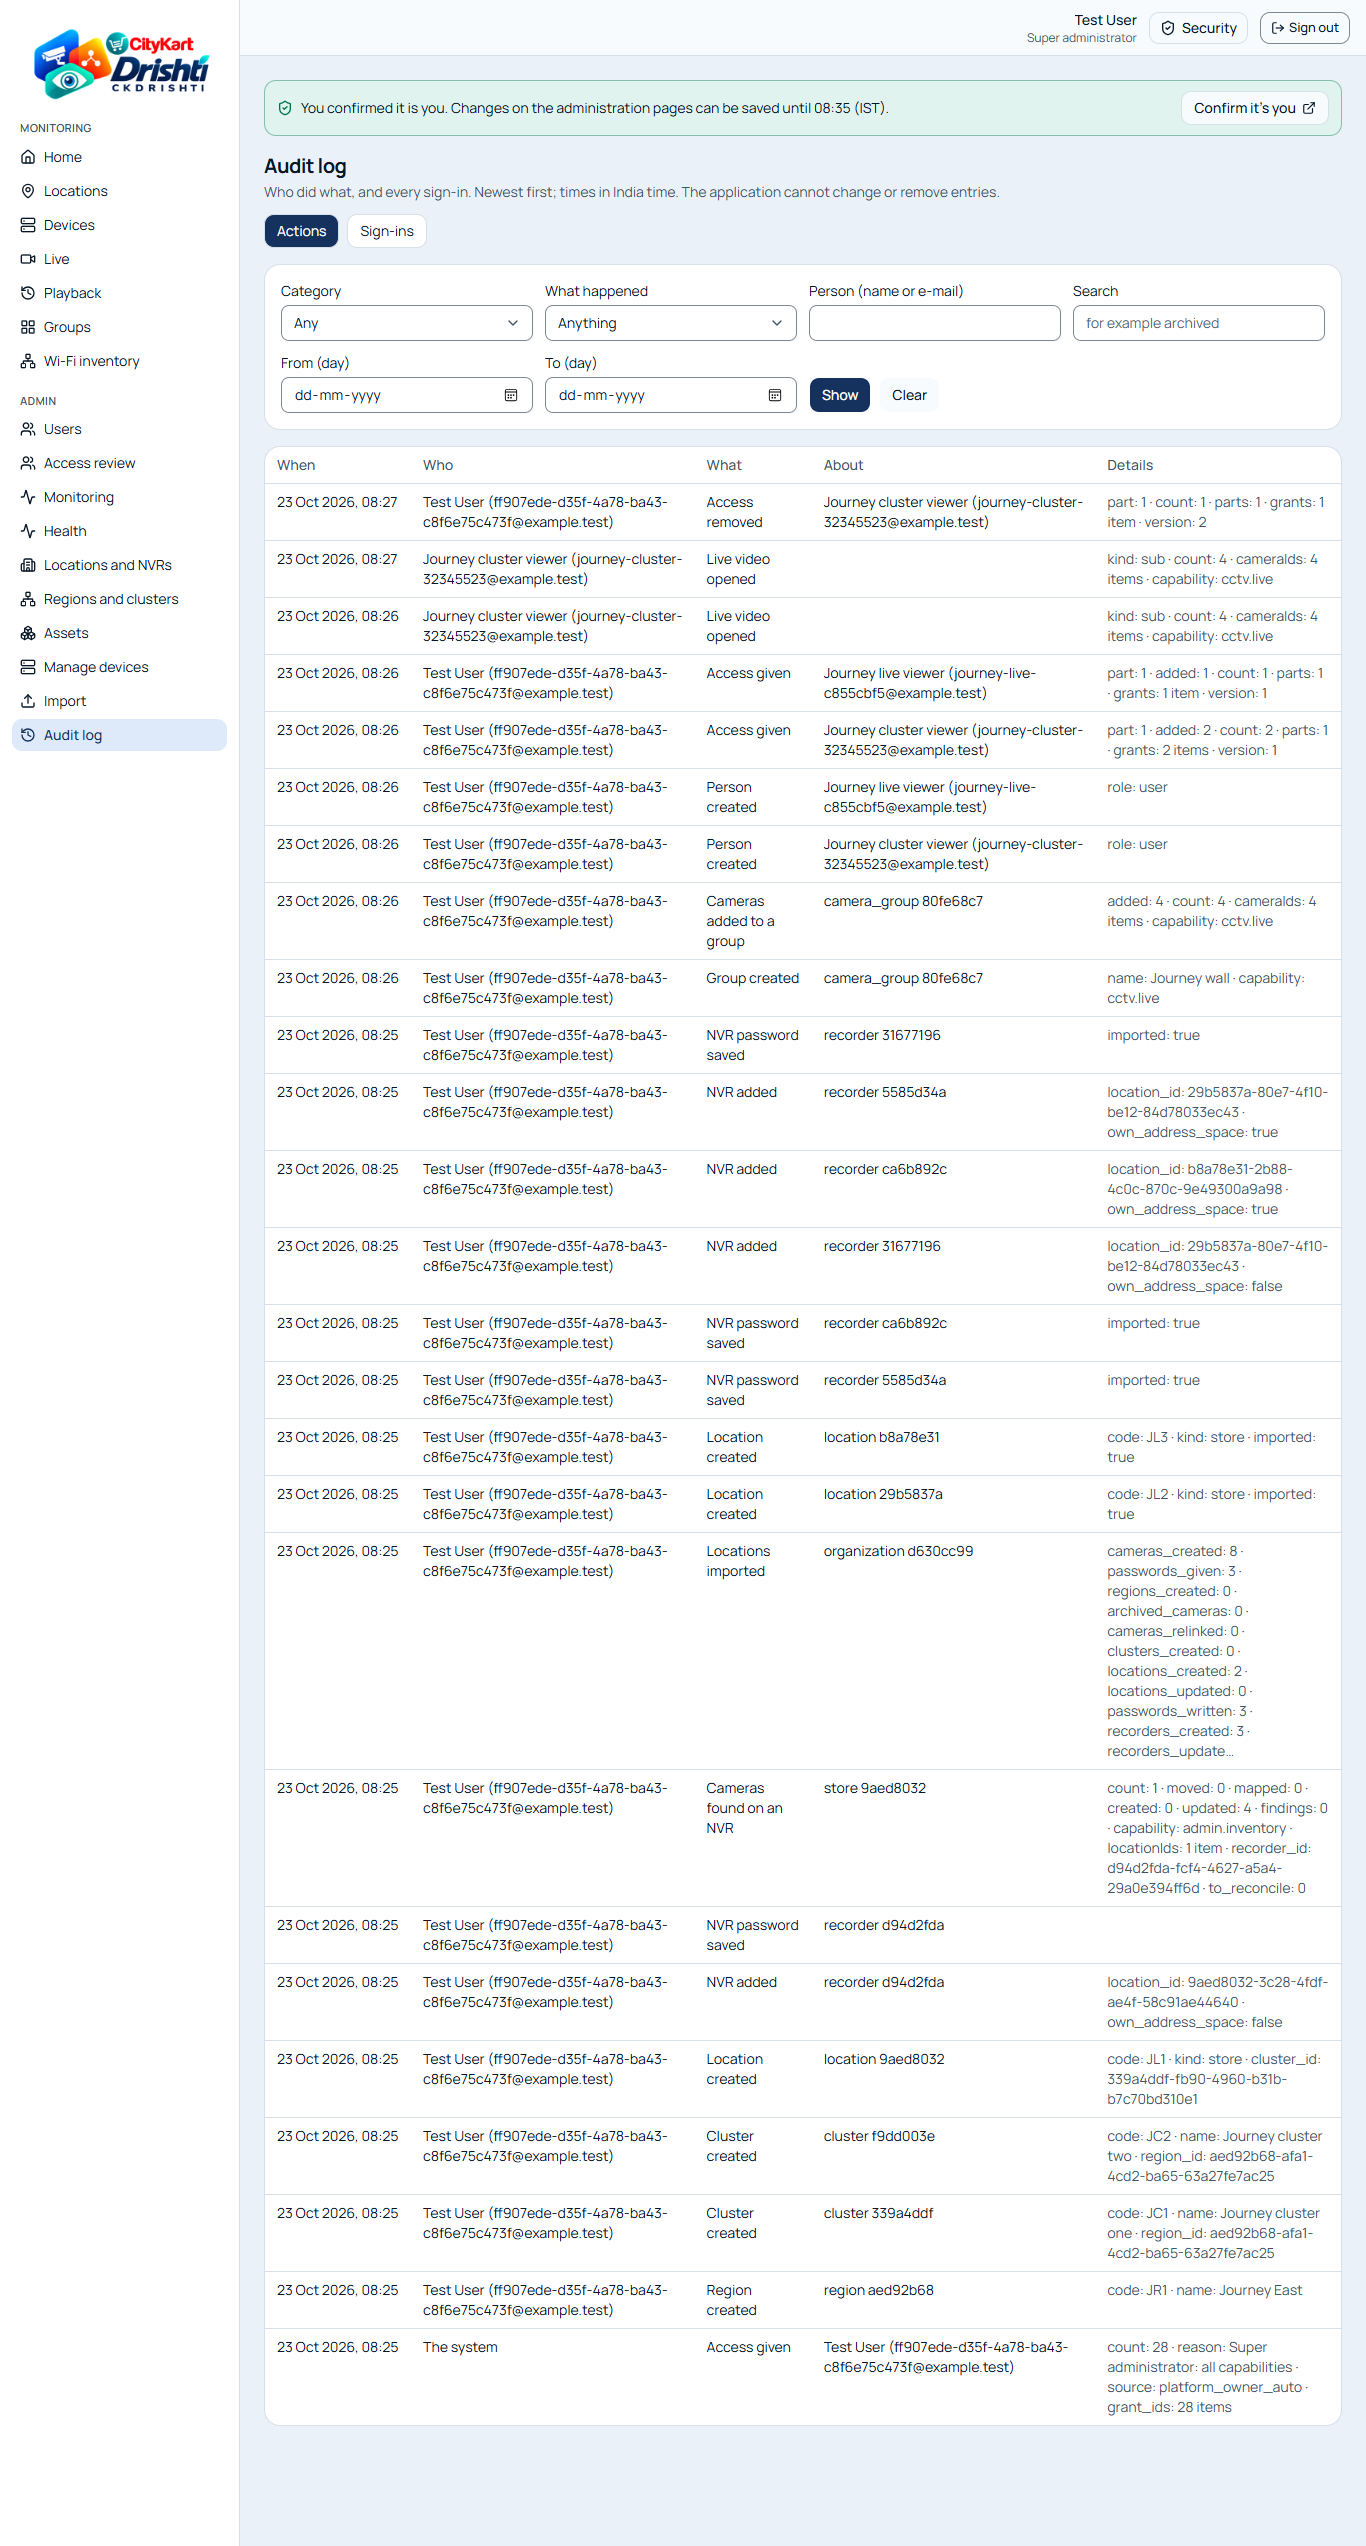 CityKart
Drishti
CKDRISHTI
Test User
Super administrator
Security
Sign out
MONITORING
Home
Locations
Devices
Live
Playback
Groups
Wi-Fi inventory
ADMIN
Users
Access review
Monitoring
Health
Locations and NVRs
Regions and clusters
Assets
Manage devices
Import
Audit log
You confirmed it is you. Changes on the administration pages can be saved until 08:35 (IST).
Confirm it's you
Audit log
Who did what, and every sign-in. Newest first; times in India time. The application cannot change or remove entries.
Actions
Sign-ins
Category
What happened
Person (name or e-mail)
Search
Any
Anything
for example archived
From (day)
To (day)
dd-mm-yyyy
dd-mm-yyyy
Show
Clear
When Who What About Details
23 Oct 2026, 08:27 Test User (ff907ede-d35f-4a78-ba43- Access Journey cluster viewer (journey-cluster- part: 1 · count: 1 · parts: 1 · grants: 1
c8f6e75c473f@example.test) removed 32345523@example.test) item · version: 2
23 Oct 2026, 08:27 Journey cluster viewer (journey-cluster- Live video kind: sub · count: 4 · cameraIds: 4
32345523@example.test) opened items · capability: cctv.live
23 Oct 2026, 08:26 Journey cluster viewer (journey-cluster- Live video kind: sub · count: 4 · cameraIds: 4
32345523@example.test) opened items · capability: cctv.live
23 Oct 2026, 08:26 Test User (ff907ede-d35f-4a78-ba43- Access given Journey live viewer (journey-live- part: 1 · added: 1 · count: 1 · parts: 1
c8f6e75c473f@example.test) c855cbf5@example.test) · grants: 1 item · version: 1
23 Oct 2026, 08:26 Test User (ff907ede-d35f-4a78-ba43- Access given Journey cluster viewer (journey-cluster- part: 1 · added: 2 · count: 2 · parts: 1
c8f6e75c473f@example.test) 32345523@example.test) · grants: 2 items · version: 1
23 Oct 2026, 08:26 Test User (ff907ede-d35f-4a78-ba43- Person Journey live viewer (journey-live- role: user
c8f6e75c473f@example.test) created c855cbf5@example.test)
23 Oct 2026, 08:26 Test User (ff907ede-d35f-4a78-ba43- Person Journey cluster viewer (journey-cluster- role: user
c8f6e75c473f@example.test) created 32345523@example.test)
23 Oct 2026, 08:26 Test User (ff907ede-d35f-4a78-ba43- Cameras camera_group 80fe68c7 added: 4 · count: 4 · cameraIds: 4
c8f6e75c473f@example.test) added to a items · capability: cctv.live
group
23 Oct 2026, 08:26 Test User (ff907ede-d35f-4a78-ba43- Group created camera_group 80fe68c7 name: Journey wall · capability:
c8f6e75c473f@example.test) cctv.live
23 Oct 2026, 08:25 Test User (ff907ede-d35f-4a78-ba43- NVR password recorder 31677196 imported: true
c8f6e75c473f@example.test) saved
23 Oct 2026, 08:25 Test User (ff907ede-d35f-4a78-ba43- NVR added recorder 5585d34a location_id: 29b5837a-80e7-4f10-
c8f6e75c473f@example.test) be12-84d78033ec43 ·
own_address_space: true
23 Oct 2026, 08:25 Test User (ff907ede-d35f-4a78-ba43- NVR added recorder ca6b892c location_id: b8a78e31-2b88-
c8f6e75c473f@example.test) 4c0c-870c-9e49300a9a98 ·
own_address_space: true
23 Oct 2026, 08:25 Test User (ff907ede-d35f-4a78-ba43- NVR added recorder 31677196 location_id: 29b5837a-80e7-4f10-
c8f6e75c473f@example.test) be12-84d78033ec43 ·
own_address_space: false
23 Oct 2026, 08:25 Test User (ff907ede-d35f-4a78-ba43- NVR password recorder ca6b892c imported: true
c8f6e75c473f@example.test) saved
23 Oct 2026, 08:25 Test User (ff907ede-d35f-4a78-ba43- NVR password recorder 5585d34a imported: true
c8f6e75c473f@example.test) saved
23 Oct 2026, 08:25 Test User (ff907ede-d35f-4a78-ba43- Location location b8a78e31 code: JL3 · kind: store · imported:
c8f6e75c473f@example.test) created true
23 Oct 2026, 08:25 Test User (ff907ede-d35f-4a78-ba43- Location location 29b5837a code: JL2 · kind: store · imported:
c8f6e75c473f@example.test) created true
23 Oct 2026, 08:25 Test User (ff907ede-d35f-4a78-ba43- Locations organization d630cc99 cameras_created: 8 ·
c8f6e75c473f@example.test) imported passwords_given: 3 ·
regions_created: 0 ·
archived_cameras: 0 ·
cameras_relinked: 0 ·
clusters_created: 0 ·
locations_created: 2 ·
locations_updated: 0 ·
passwords_written: 3 ·
recorders_created: 3 ·
recorders_update…
23 Oct 2026, 08:25 Test User (ff907ede-d35f-4a78-ba43- Cameras store 9aed8032 count: 1 · moved: 0 · mapped: 0 ·
c8f6e75c473f@example.test) found on an created: 0 · updated: 4 · findings: 0
NVR · capability: admin.inventory ·
locationIds: 1 item · recorder_id:
d94d2fda-fcf4-4627-a5a4-
29a0e394ff6d · to_reconcile: 0
23 Oct 2026, 08:25 Test User (ff907ede-d35f-4a78-ba43- NVR password recorder d94d2fda
c8f6e75c473f@example.test) saved
23 Oct 2026, 08:25 Test User (ff907ede-d35f-4a78-ba43- NVR added recorder d94d2fda location_id: 9aed8032-3c28-4fdf-
c8f6e75c473f@example.test) ae4f-58c91ae44640 ·
own_address_space: false
23 Oct 2026, 08:25 Test User (ff907ede-d35f-4a78-ba43- Location location 9aed8032 code: JL1 · kind: store · cluster_id:
c8f6e75c473f@example.test) created 339a4ddf-fb90-4960-b31b-
b7c70bd310e1
23 Oct 2026, 08:25 Test User (ff907ede-d35f-4a78-ba43- Cluster cluster f9dd003e code: JC2 · name: Journey cluster
c8f6e75c473f@example.test) created two · region_id: aed92b68-afa1-
4cd2-ba65-63a27fe7ac25
23 Oct 2026, 08:25 Test User (ff907ede-d35f-4a78-ba43- Cluster cluster 339a4ddf code: JC1 · name: Journey cluster
c8f6e75c473f@example.test) created one · region_id: aed92b68-afa1-
4cd2-ba65-63a27fe7ac25
23 Oct 2026, 08:25 Test User (ff907ede-d35f-4a78-ba43- Region region aed92b68 code: JR1 · name: Journey East
c8f6e75c473f@example.test) created
23 Oct 2026, 08:25 The system Access given Test User (ff907ede-d35f-4a78-ba43- count: 28 · reason: Super
c8f6e75c473f@example.test) administrator: all capabilities ·
source: platform_owner_auto ·
grant_ids: 28 items